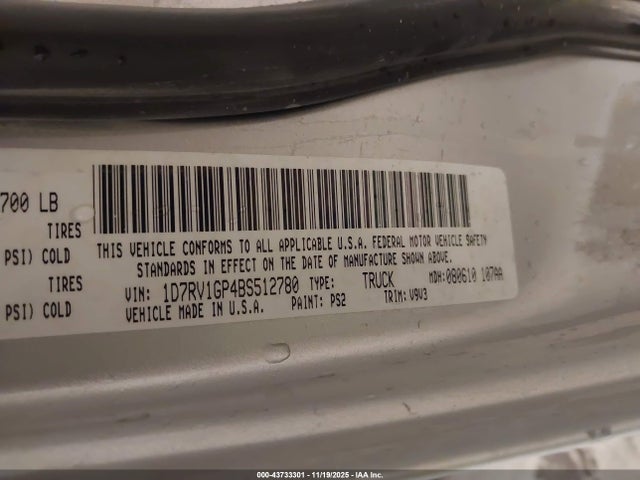 700 LB
TIRES
PSI) COLD
TIRES
PSI) COLD
THIS VEHICLE CONFORMS TO ALL APPLICABLE U.S.A. FEDERAL MOTOR VEHICLE SAFETY
STANDARDS IN EFFECT ON THE DATE OF MANUFACTURE SHOWN ABOVE.
VIN: 1D7RV1GP4BS512780 TYPE: TRUCK MDH: 080610 107AA
VEHICLE MADE IN U.S.A. PAINT: PS2 TRIM: V9V3
000-43733301 - 11/19/2025 - IAA Inc.